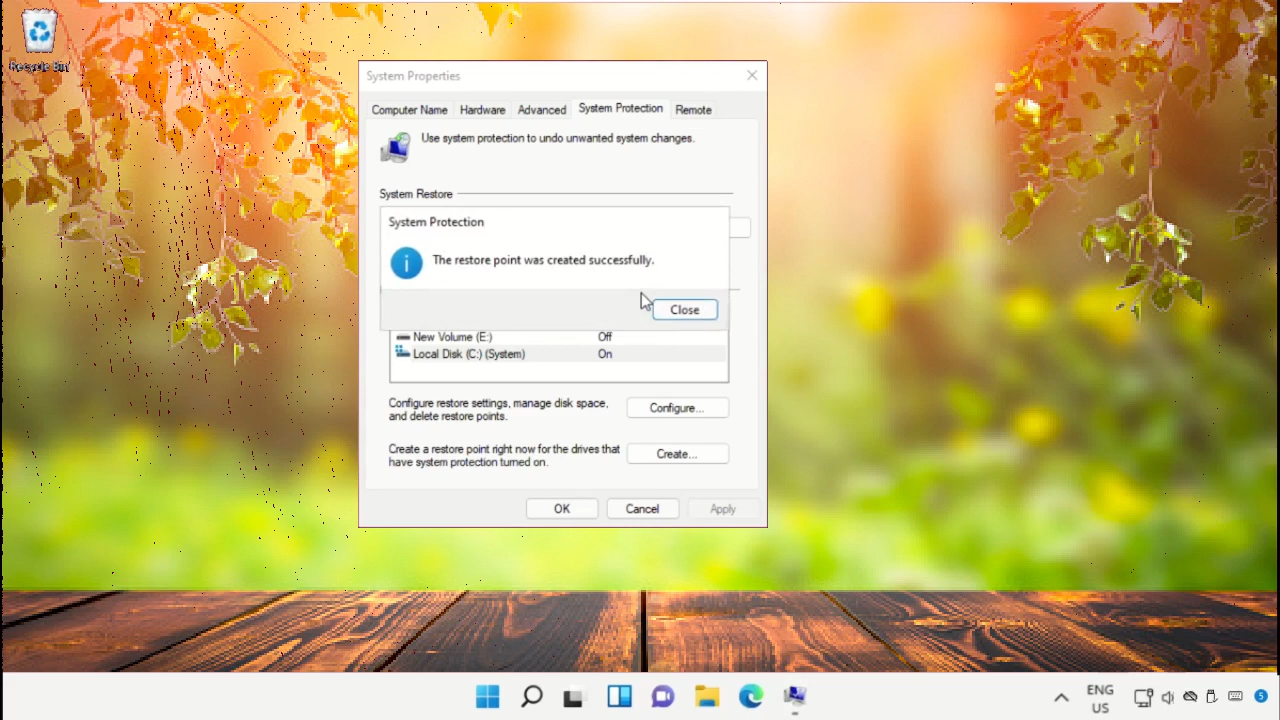 Recycle Bin
System Properties
Computer Name
Hardware
Advanced
System Protection
Remote
Use system protection to undo unwanted system changes.
System Restore
System Protection
The restore point was created successfully.
Close
New Volume (E:) Off
Local Disk (C:) (System) On
Configure restore settings, manage disk space,
and delete restore points.
Configure...
Create a restore point right now for the drives that
have system protection turned on.
Create...
OK
Cancel
Apply
ENG
US
5